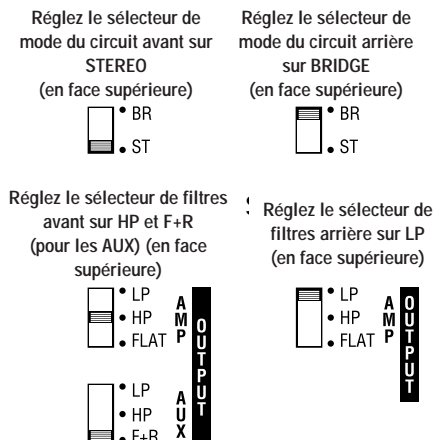 Réglez le sélecteur de
mode du circuit avant sur
STEREO
(en face supérieure)
BR
ST
Réglez le sélecteur de
mode du circuit arrière
sur BRIDGE
(en face supérieure)
BR
ST
Réglez le sélecteur de filtres
avant sur HP et F+R
(pour les AUX) (en face
supérieure)
LP
HP
FLAT
AMP
OUTPUT
LP
HP
F+R
AUX
Réglez le sélecteur de
filtres arrière sur LP
(en face supérieure)
LP
HP
FLAT
AMP
OUTPUT